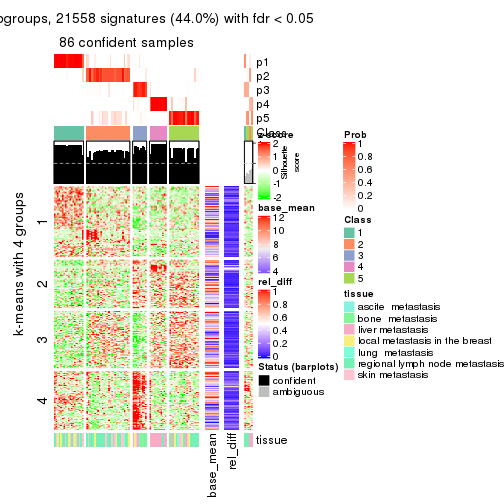 ogroups, 21558 signatures (44.0%) with fdr < 0.05
86 confident samples
p1
p2
p3
p4
p5
Class
k-means with 4 groups
1
2
3
4
z-score
2
1
0
-1
-2
Silhouette
score
base_mean
12
10
8
6
4
rel_diff
1
0.8
0.6
0.4
0.2
0
Status (barplots)
confident
ambiguous
Prob
1
0.8
0.6
0.4
0.2
0
Class
1
2
3
4
5
tissue
ascite metastasis
bone metastasis
liver metastasis
local metastasis in the breast
lung metastasis
regional lymph node metastasis
skin metastasis
tissue
base_mean
rel_diff